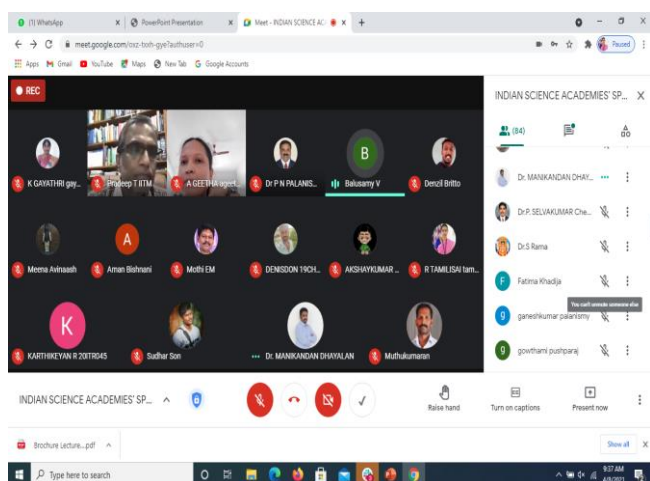 (1) WhatsApp
PowerPoint Presentation
Meet - INDIAN SCIENCE AC
meet.google.com/oxz-txxh-gye?authuser=0
Paused
Apps
Gmail
YouTube
Maps
New Tab
Google Accounts
REC
INDIAN SCIENCE ACADEMIES' SP...
(84)
K GAYATHRI gay...
Pradeep T IITM
A GEETHA ageet...
Dr P N PALANIS...
B
Balusamy V
Denzil Britto
Meena Avinaash
A
Aman Bishnani
Mothi EM
DENISDON 19CH...
AKSHAYKUMAR ...
R TAMILISAI tam...
K
KARTHIKEYAN R 20ITR045
Sudhar Son
Dr. MANIKANDAN DHAYALAN
Muthukumaran
Dr. MANIKANDAN DHAY...
Dr.P. SELVAKUMAR Che...
Dr.S Rama
F
Fatima Khadija
You can't unmute someone else
g
ganeshkumar palanismy
g
gowthami pushparaj
INDIAN SCIENCE ACADEMIES' SP...
Raise hand
Turn on captions
Present now
Brochure Lecture....pdf
Show all
Type here to search
9:37 AM
4/9/2021